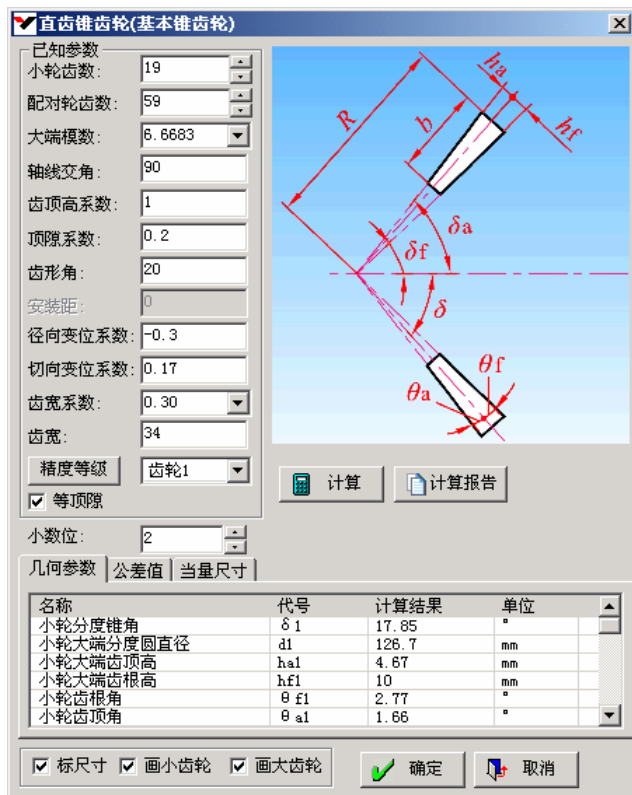 直齿锥齿轮(基本锥齿轮)
已知参数
小轮齿数: 19
配对轮齿数: 59
大端模数: 6.6683
轴线交角: 90
齿顶高系数: 1
顶隙系数: 0.2
齿形角: 20
安装距: 0
径向变位系数: -0.3
切向变位系数: 0.17
齿宽系数: 0.30
齿宽: 34
精度等级 齿轮1
等顶隙
小数位: 2
ha
R
b
hf
δa
δf
δ
θf
θa
计算 计算报告
几何参数 公差值 当量尺寸
名称 代号 计算结果 单位
小轮分度锥角 δ1 17.85 °
小轮大端分度圆直径 d1 126.7 mm
小轮大端齿顶高 ha1 4.67 mm
小轮大端齿根高 hf1 10 mm
小轮齿根角 θf1 2.77 °
小轮齿顶角 θa1 1.66 °
标尺寸 画小齿轮 画大齿轮 确定 取消